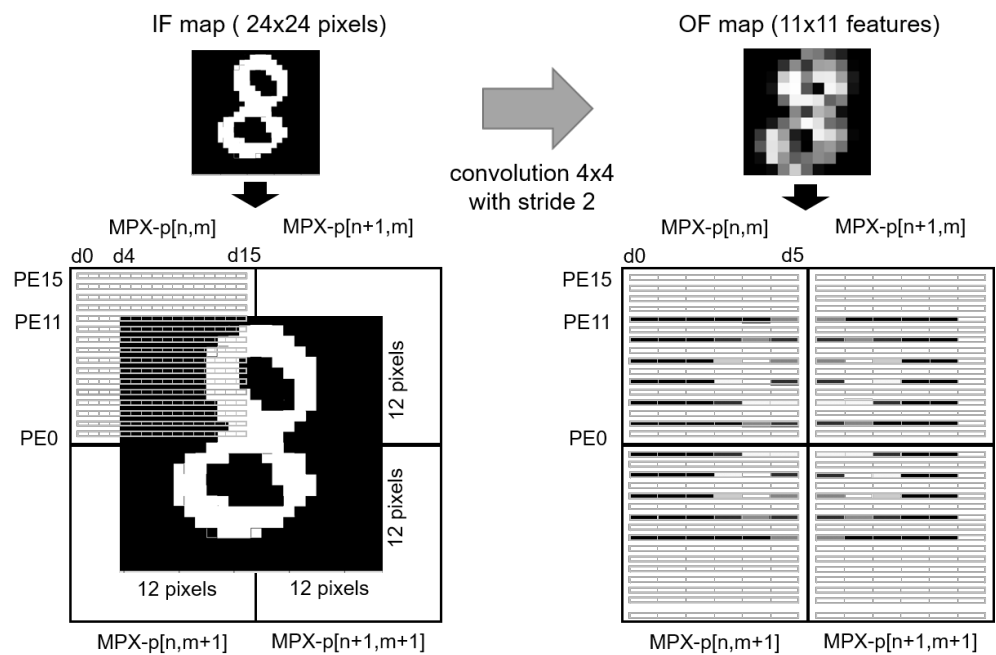 IF map ( 24x24 pixels)
OF map (11x11 features)
convolution 4x4
with stride 2
MPX-p[n,m]
MPX-p[n+1,m]
d0 d4 d15
PE15
PE11
PE0
12 pixels
12 pixels
12 pixels
12 pixels
MPX-p[n,m+1]
MPX-p[n+1,m+1]
MPX-p[n,m]
MPX-p[n+1,m]
d0 d5
PE15
PE11
PE0
MPX-p[n,m+1]
MPX-p[n+1,m+1]